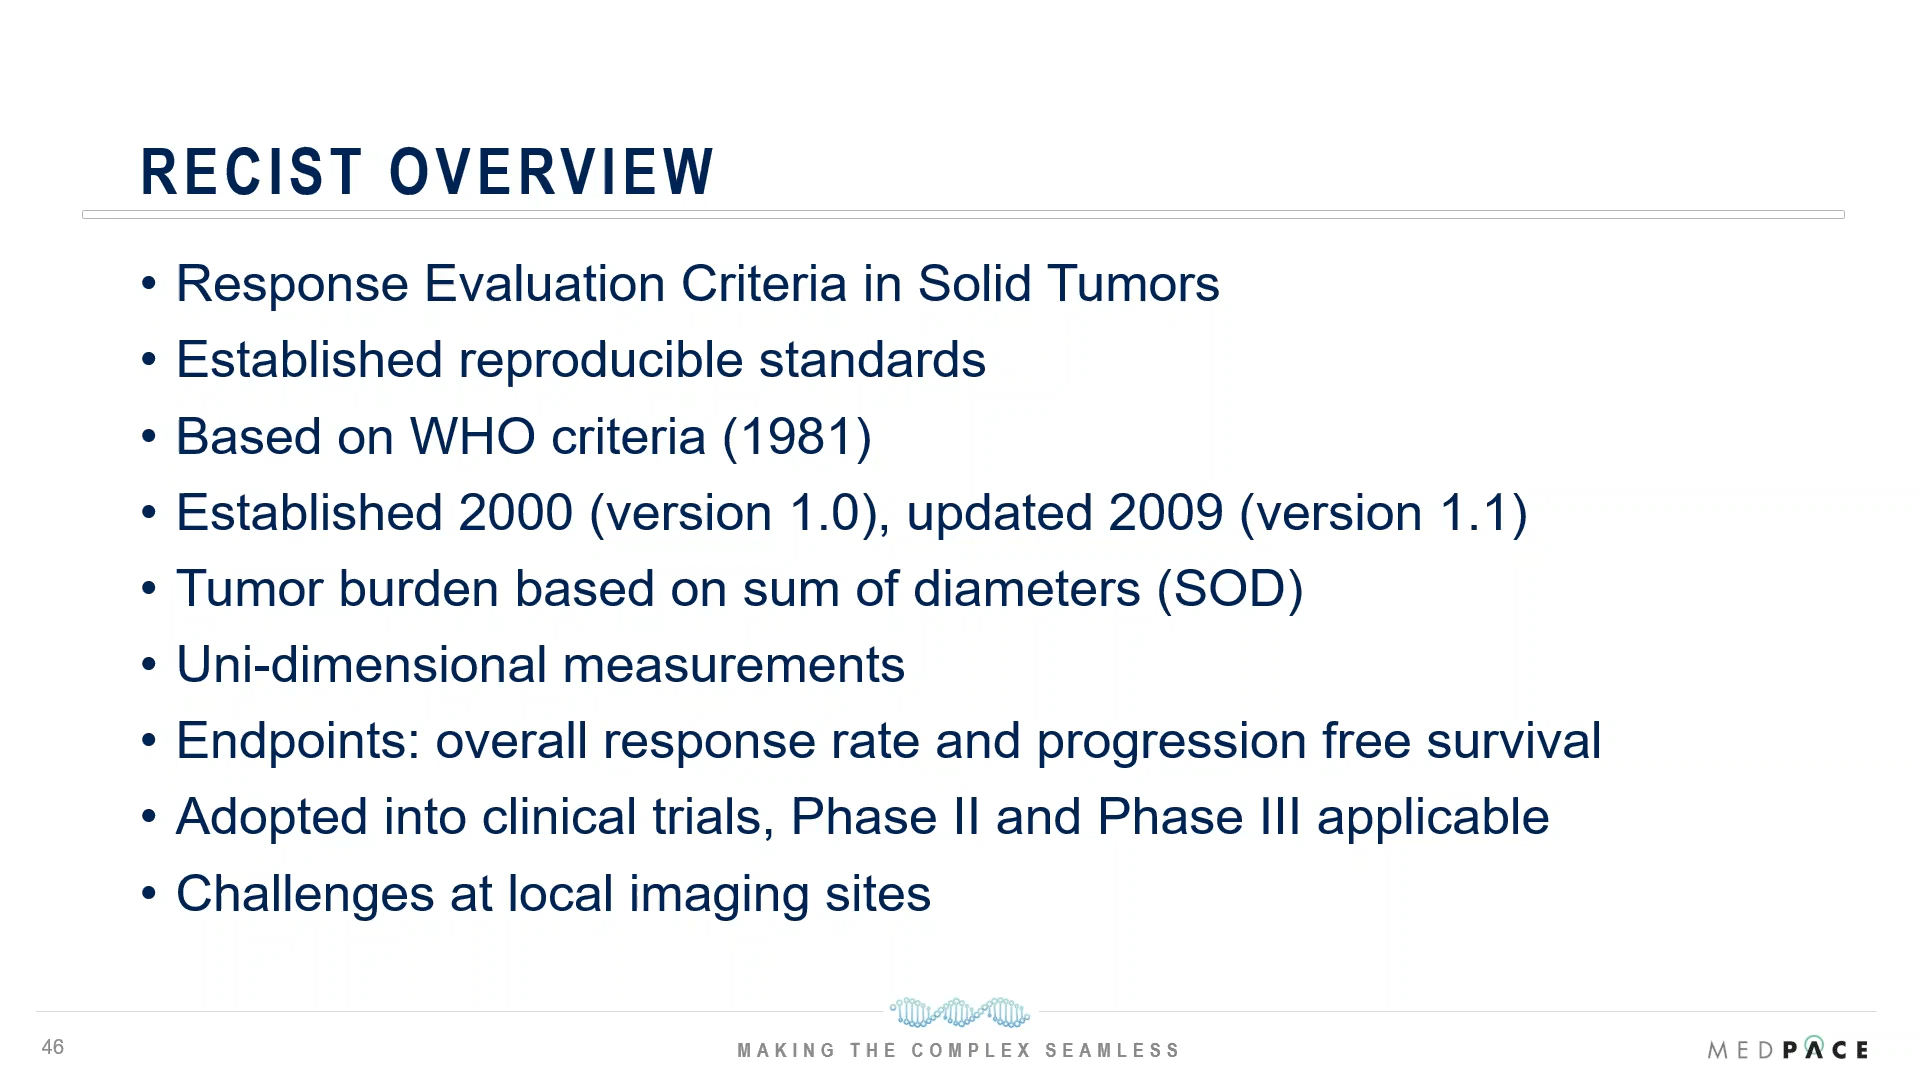 RECIST OVERVIEW
• Response Evaluation Criteria in Solid Tumors
• Established reproducible standards
• Based on WHO criteria (1981)
• Established 2000 (version 1.0), updated 2009 (version 1.1)
• Tumor burden based on sum of diameters (SOD)
• Uni-dimensional measurements
• Endpoints: overall response rate and progression free survival
• Adopted into clinical trials, Phase II and Phase III applicable
• Challenges at local imaging sites
46
MAKING THE COMPLEX SEAMLESS
MEDPACE